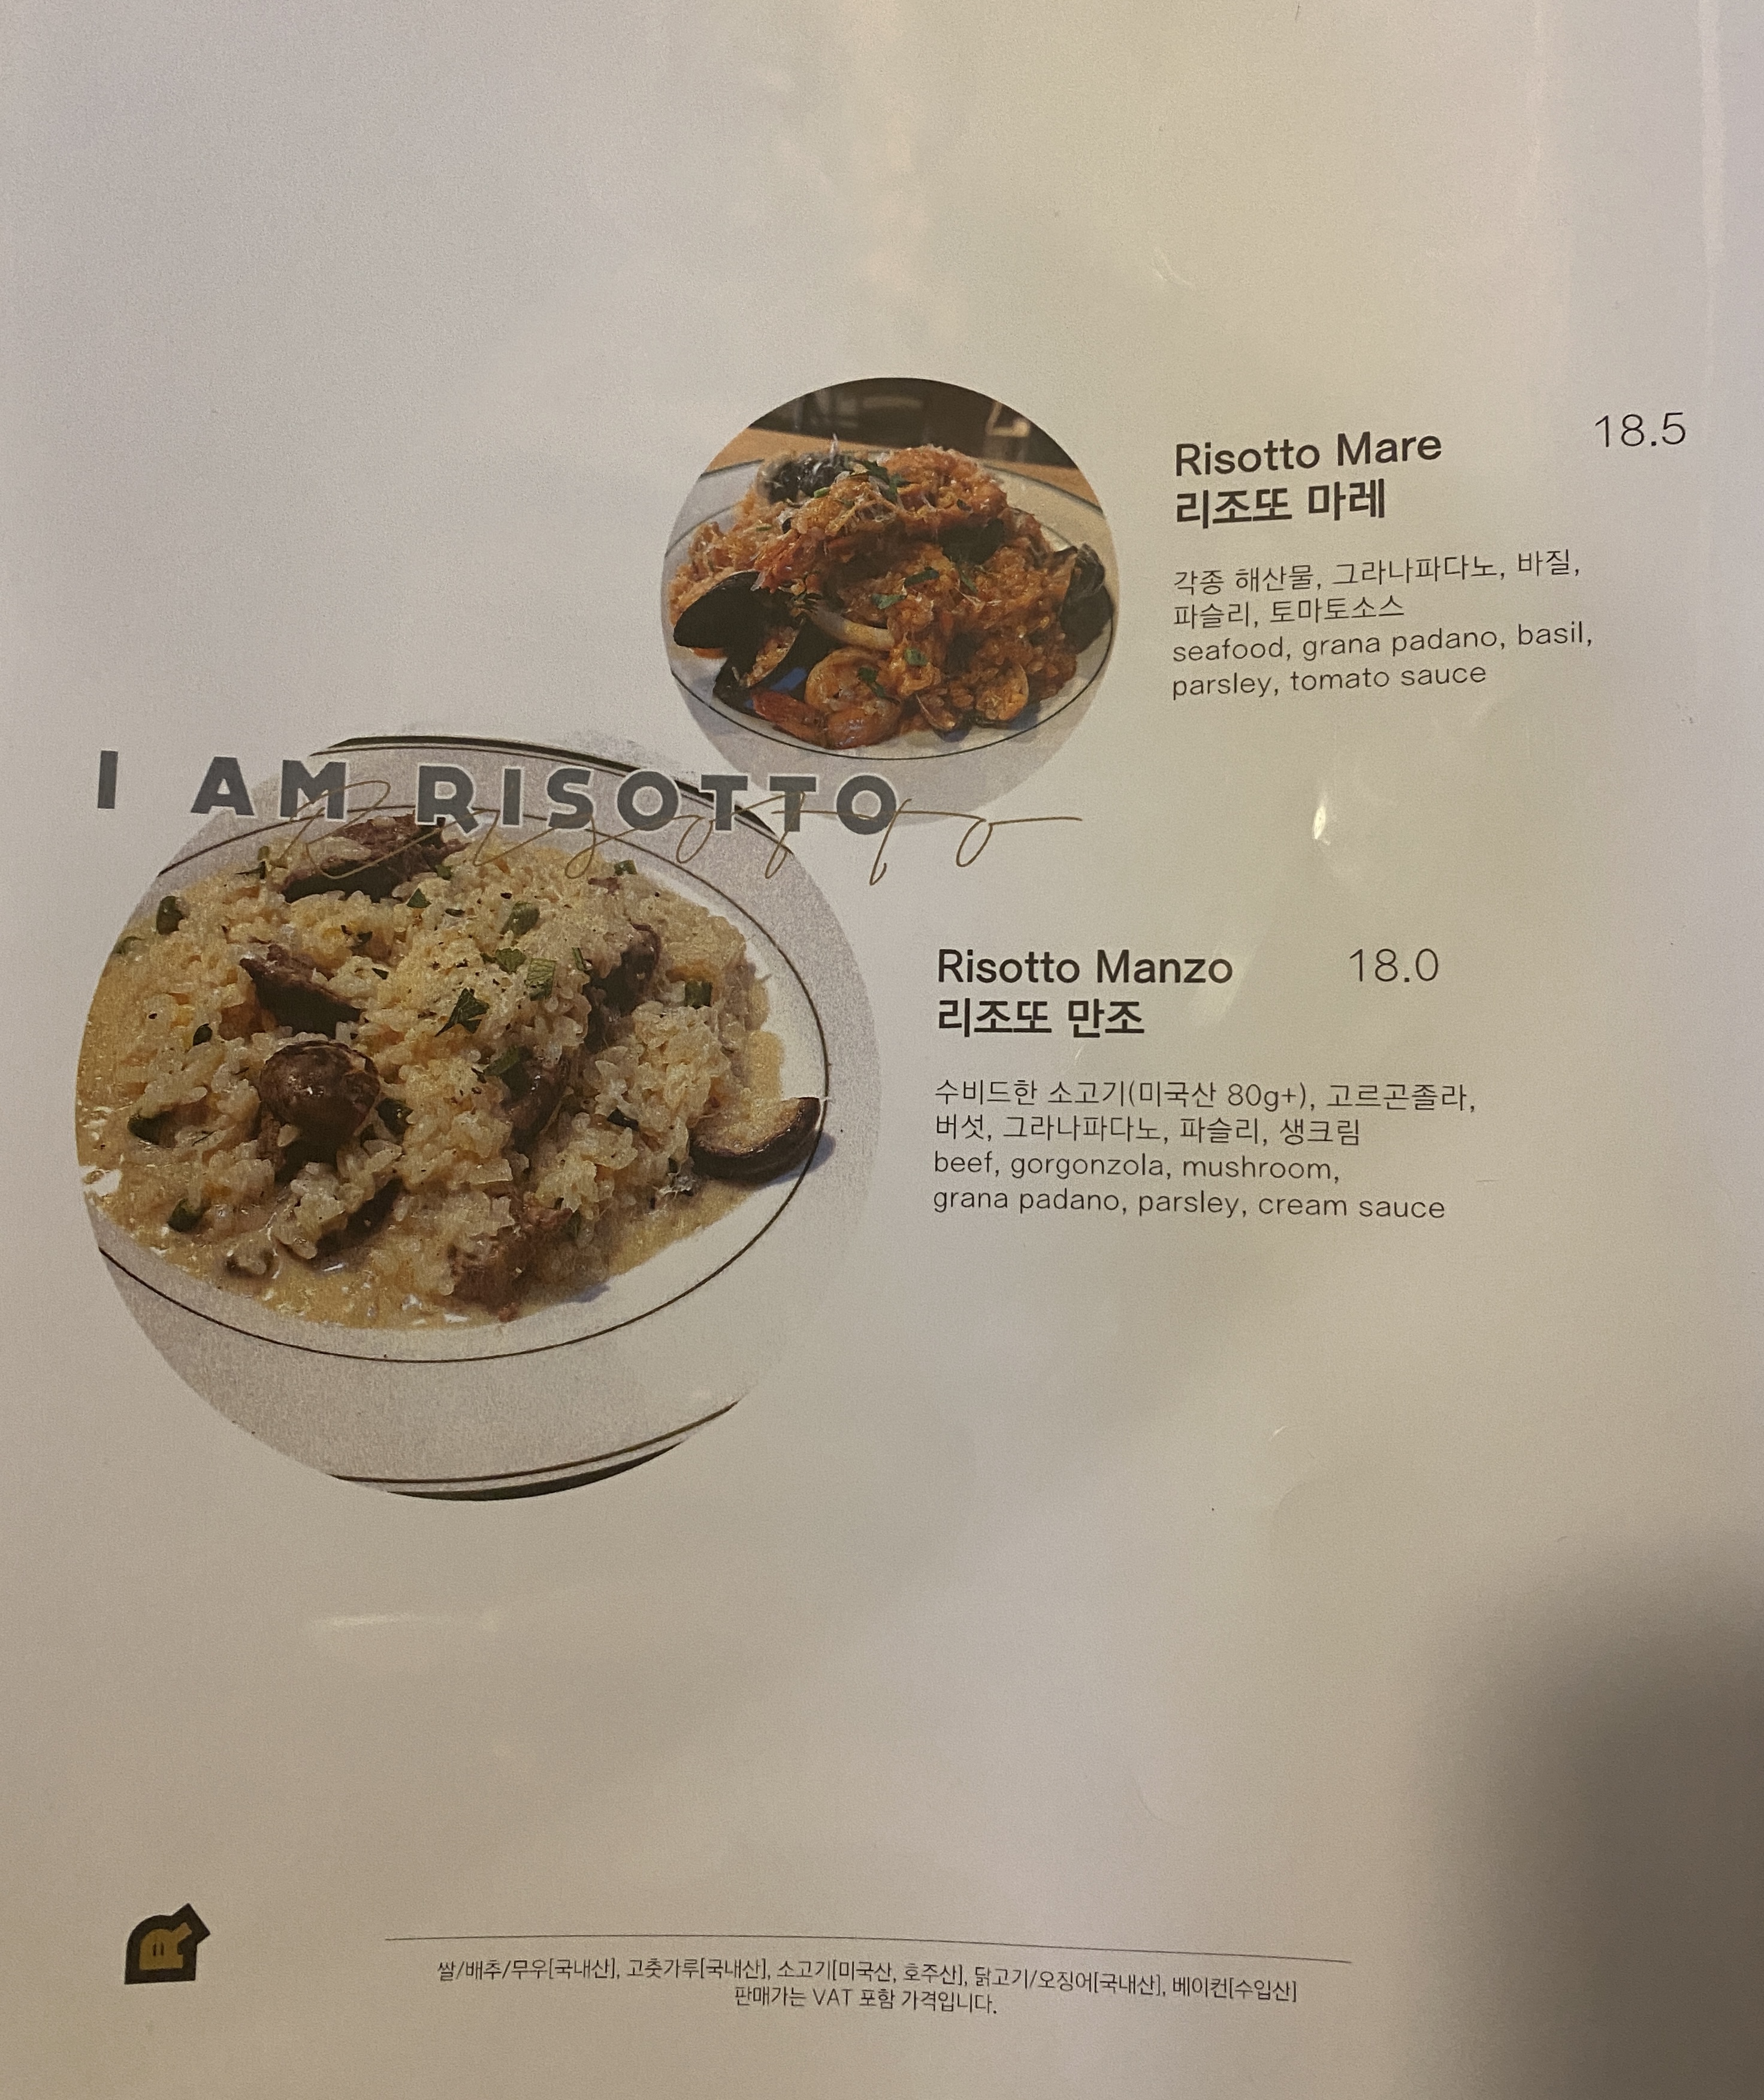 Risotto Mare 18.5
리조또 마레
각종 해산물, 그라나파다노, 바질,
파슬리, 토마토소스
seafood, grana padano, basil,
parsley, tomato sauce
I AM RISOTTO
Risotto
Risotto Manzo 18.0
리조또 만조
수비드한 소고기(미국산 80g+), 고르곤졸라,
버섯, 그라나파다노, 파슬리, 생크림
beef, gorgonzola, mushroom,
grana padano, parsley, cream sauce
R
쌀/배추/무우[국내산], 고춧가루[국내산], 소고기[미국산, 호주산], 닭고기/오징어[국내산], 베이컨[수입산]
판매가는 VAT 포함 가격입니다.